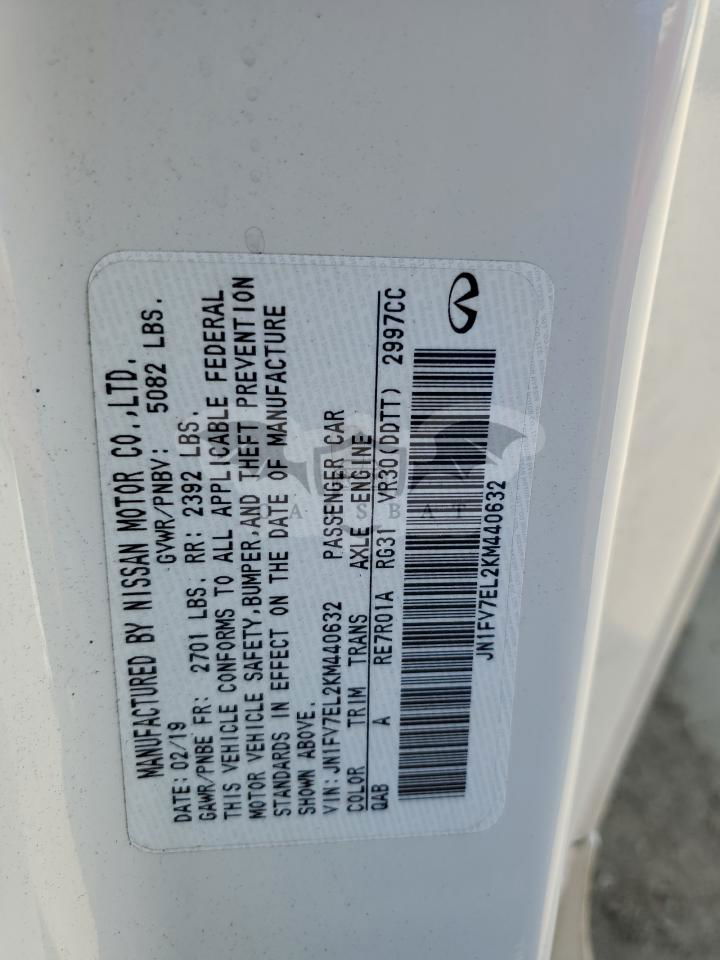 MANUFACTURED BY NISSAN MOTOR CO.,LTD.
DATE: 02/19 GVWR/PNBV: 5082 LBS.
GAWR/PNBE FR: 2701 LBS. RR: 2392 LBS.
THIS VEHICLE CONFORMS TO ALL APPLICABLE FEDERAL
MOTOR VEHICLE SAFETY,BUMPER,AND THEFT PREVENTION
STANDARDS IN EFFECT ON THE DATE OF MANUFACTURE
SHOWN ABOVE.
VIN:JN1FV7EL2KM440632 PASSENGER CAR
COLOR TRIM TRANS AXLE ENGINE
QAB A RE7R01A RG31 VR30(DDTT) 2997CC
JN1FV7EL2KM440632